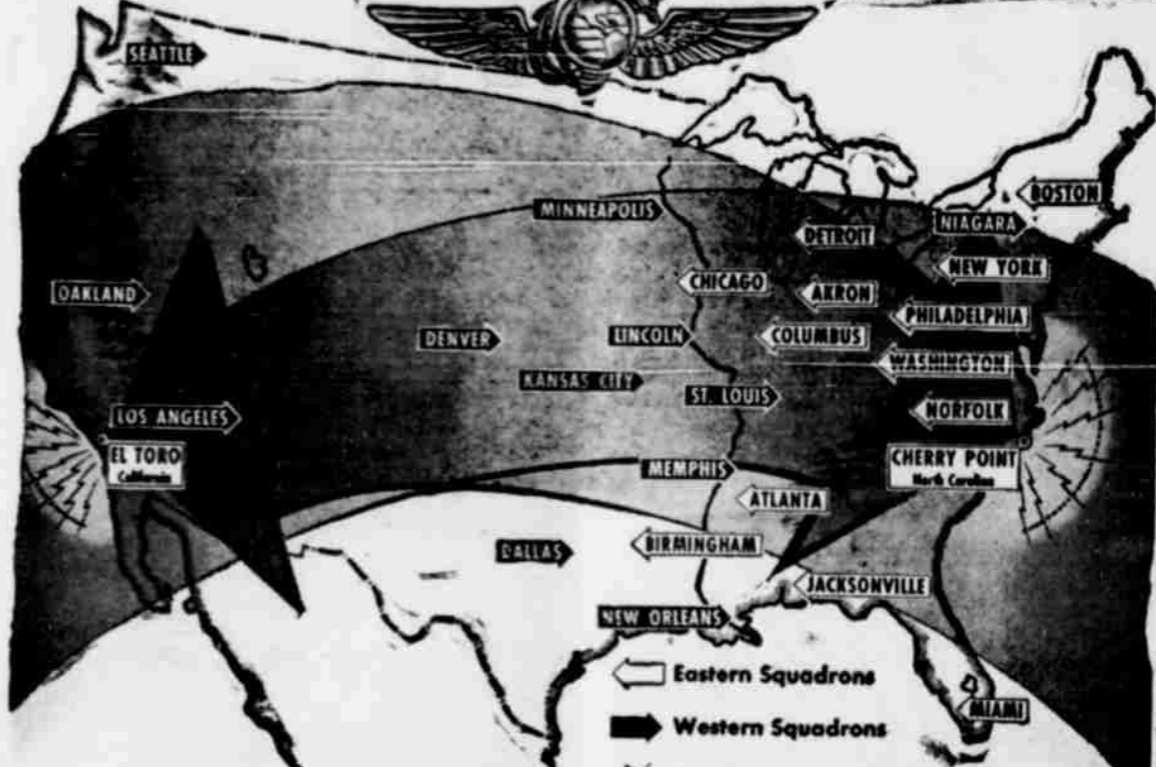 SEATTLE
BOSTON
MINNEAPOLIS
NIAGARA
DETROIT
NEW YORK
OAKLAND
CHICAGO
AKRON
PHILADELPHIA
DENVER
LINCOLN
COLUMBUS
WASHINGTON
KANSAS CITY
ST. LOUIS
NORFOLK
LOS ANGELES
EL TORO
California
CHERRY POINT
North Carolina
MEMPHIS
ATLANTA
DALLAS
BIRMINGHAM
JACKSONVILLE
NEW ORLEANS
Eastern Squadrons
MIAMI
Western Squadrons